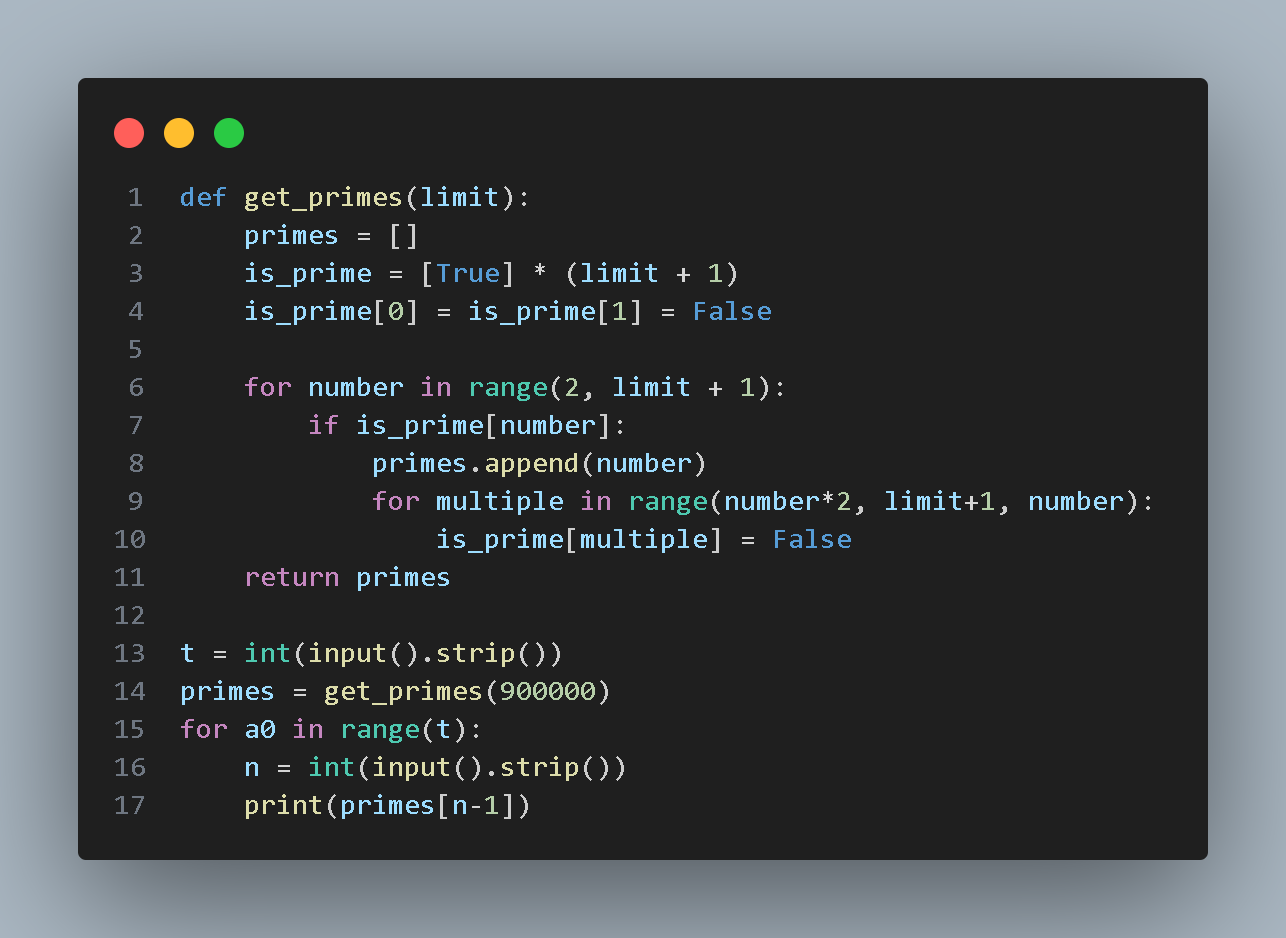 1 def get_primes(limit):
2     primes = []
3     is_prime = [True] * (limit + 1)
4     is_prime[0] = is_prime[1] = False
5
6     for number in range(2, limit + 1):
7         if is_prime[number]:
8             primes.append(number)
9             for multiple in range(number*2, limit+1, number):
10                 is_prime[multiple] = False
11     return primes
12
13 t = int(input().strip())
14 primes = get_primes(900000)
15 for a0 in range(t):
16     n = int(input().strip())
17     print(primes[n-1])